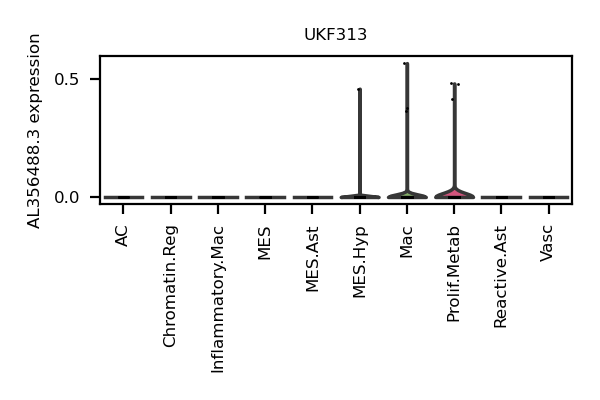 UKF313
AL356488.3 expression
0.5
0.0
AC
Chromatin.Reg
Inflammatory.Mac
MES
MES.Ast
MES.Hyp
Mac
Prolif.Metab
Reactive.Ast
Vasc